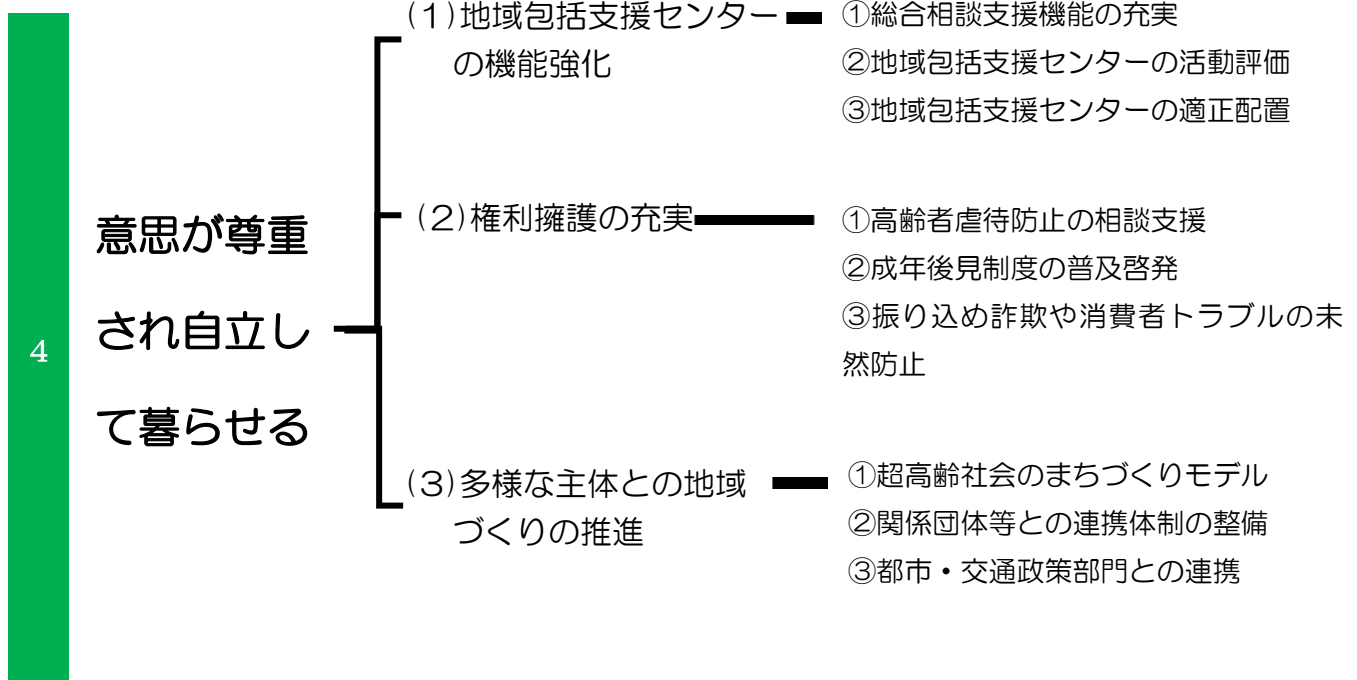 4
意思が尊重
され自立し
て暮らせる
(1)地域包括支援センター
の機能強化
①総合相談支援機能の充実
②地域包括支援センターの活動評価
③地域包括支援センターの適正配置
(2)権利擁護の充実
①高齢者虐待防止の相談支援
②成年後見制度の普及啓発
③振り込め詐欺や消費者トラブルの未
然防止
(3)多様な主体との地域
づくりの推進
①超高齢社会のまちづくりモデル
②関係団体等との連携体制の整備
③都市・交通政策部門との連携